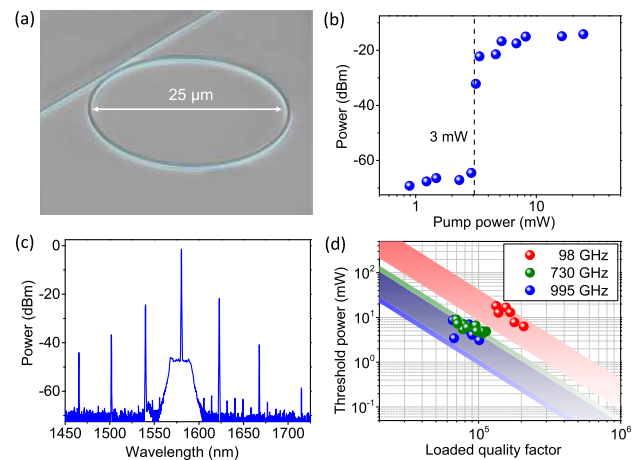 (a)
25 μm
(b)
Power (dBm)
-20
-40
-60
3 mW
1
10
Pump power (mW)
(c)
Power (dBm)
0
-20
-40
-60
1450 1500 1550 1600 1650 1700
Wavelength (nm)
(d)
Threshold power (mW)
10²
10¹
10⁰
10⁻¹
98 GHz
730 GHz
995 GHz
10⁵
10⁶
Loaded quality factor